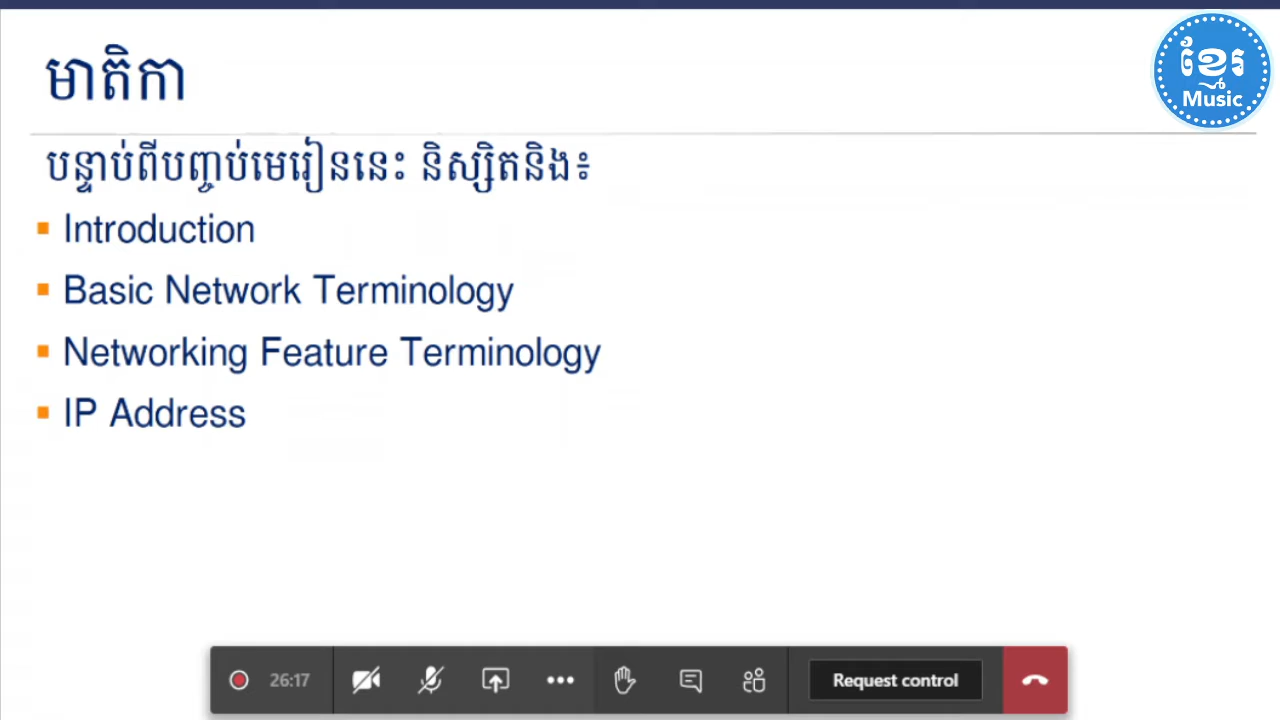 មាតិកា
ខ្មែរ
Music
បន្ទាប់ពីបញ្ចប់មេរៀននេះ និស្សិតនិង៖
Introduction
Basic Network Terminology
Networking Feature Terminology
IP Address
26:17
Request control